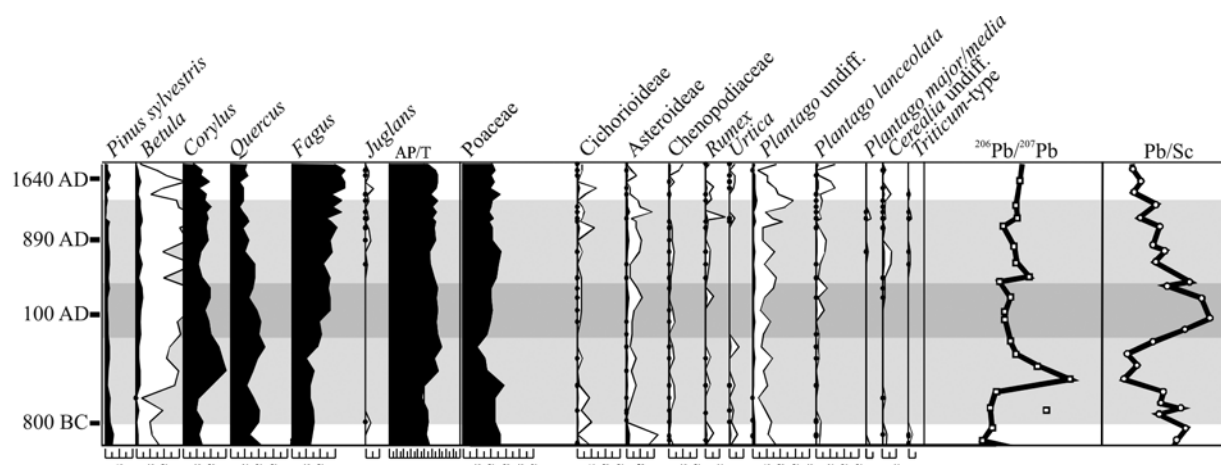 Pinus sylvestris
Betula
Corylus
Quercus
Fagus
Juglans
AP/T
Poaceae
Cichorioideae
Asteroideae
Chenopodiaceae
Rumex
Urtica
Plantago undiff.
Plantago lanceolata
Plantago major/media
Cerealia undiff.
Triticum-type
²⁰⁶Pb/²⁰⁷Pb
Pb/Sc
1640 AD
890 AD
100 AD
800 BC